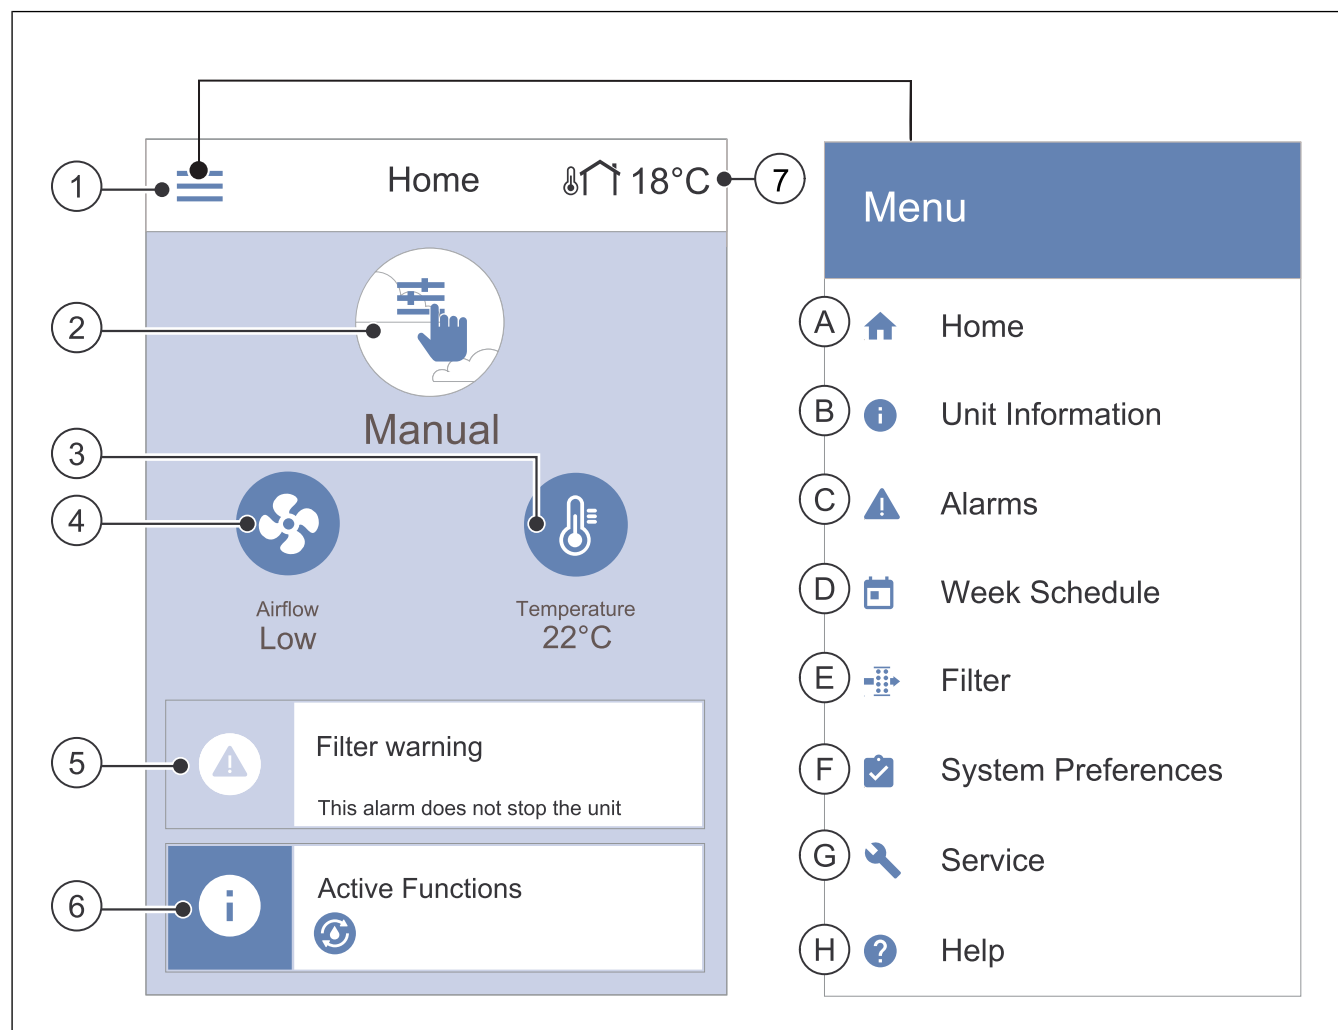 1
Home
18°C
7
2
Manual
3
4
Airflow
Low
Temperature
22°C
5
Filter warning
This alarm does not stop the unit
6
Active Functions
Menu
A Home
B Unit Information
C Alarms
D Week Schedule
E Filter
F System Preferences
G Service
H Help